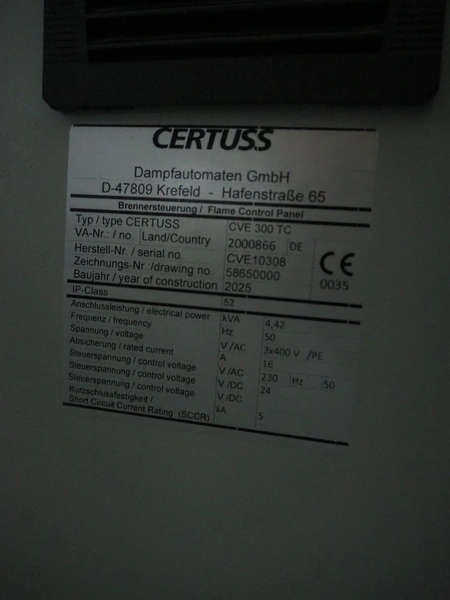 CERTUSS
Dampfautomaten GmbH
D-47809 Krefeld - Hafenstraße 65
Brennersteuerung / Flame Control Panel
Typ / type CERTUSS CVE 300 TC
VA-Nr.: / no. Land/Country 2000866 DE
Herstell-Nr. / serial no. CVE10308
Zeichnungs-Nr. /drawing no. 58650000
Baujahr / year of construction 2025
CE
0035
IP-Class 52
Anschlussleistung / electrical power kVA 4,42
Frequenz / frequency Hz 50
Spannung / voltage V /AC 3x400 V /PE
Absicherung / rated current A 16
Steuerspannung / control voltage V /AC 230 Hz 50
Steuerspannung / control voltage V /DC 24
Steuerspannung / control voltage V /DC
Kurzschlussfestigkeit /
Short Circuit Current Rating (SCCR) kA 5